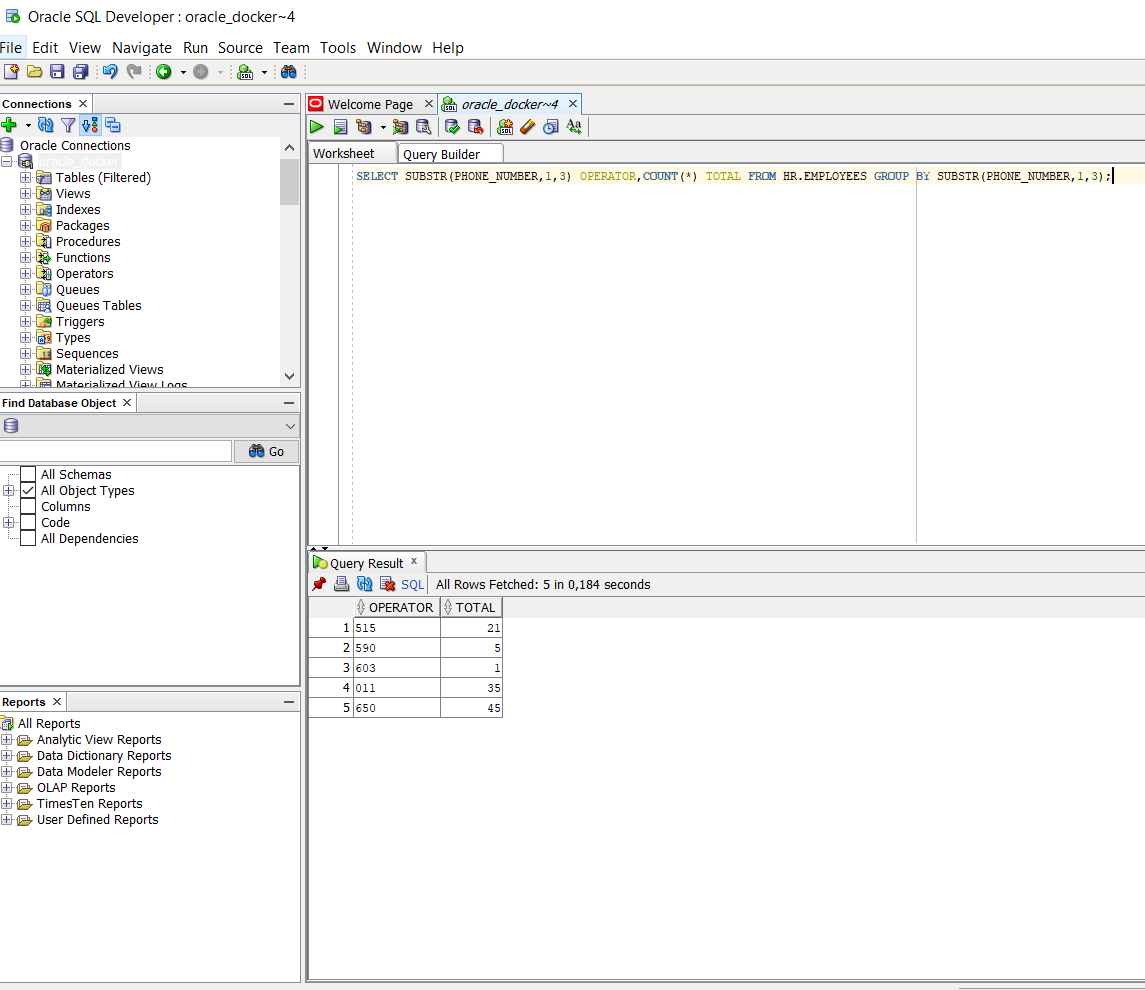 Oracle SQL Developer : oracle_docker~4
File Edit View Navigate Run Source Team Tools Window Help
Connections
Oracle Connections
oracle_docker
Tables (Filtered)
Views
Indexes
Packages
Procedures
Functions
Operators
Queues
Queues Tables
Triggers
Types
Sequences
Materialized Views
Materialized View Logs
Find Database Object
Go
All Schemas
All Object Types
Columns
Code
All Dependencies
Reports
All Reports
Analytic View Reports
Data Dictionary Reports
Data Modeler Reports
OLAP Reports
TimesTen Reports
User Defined Reports
Welcome Page oracle_docker~4
Worksheet Query Builder
SELECT SUBSTR(PHONE_NUMBER,1,3) OPERATOR,COUNT(*) TOTAL FROM HR.EMPLOYEES GROUP BY SUBSTR(PHONE_NUMBER,1,3);
Query Result
SQL All Rows Fetched: 5 in 0,184 seconds
OPERATOR TOTAL
1 515 21
2 590 5
3 603 1
4 011 35
5 650 45